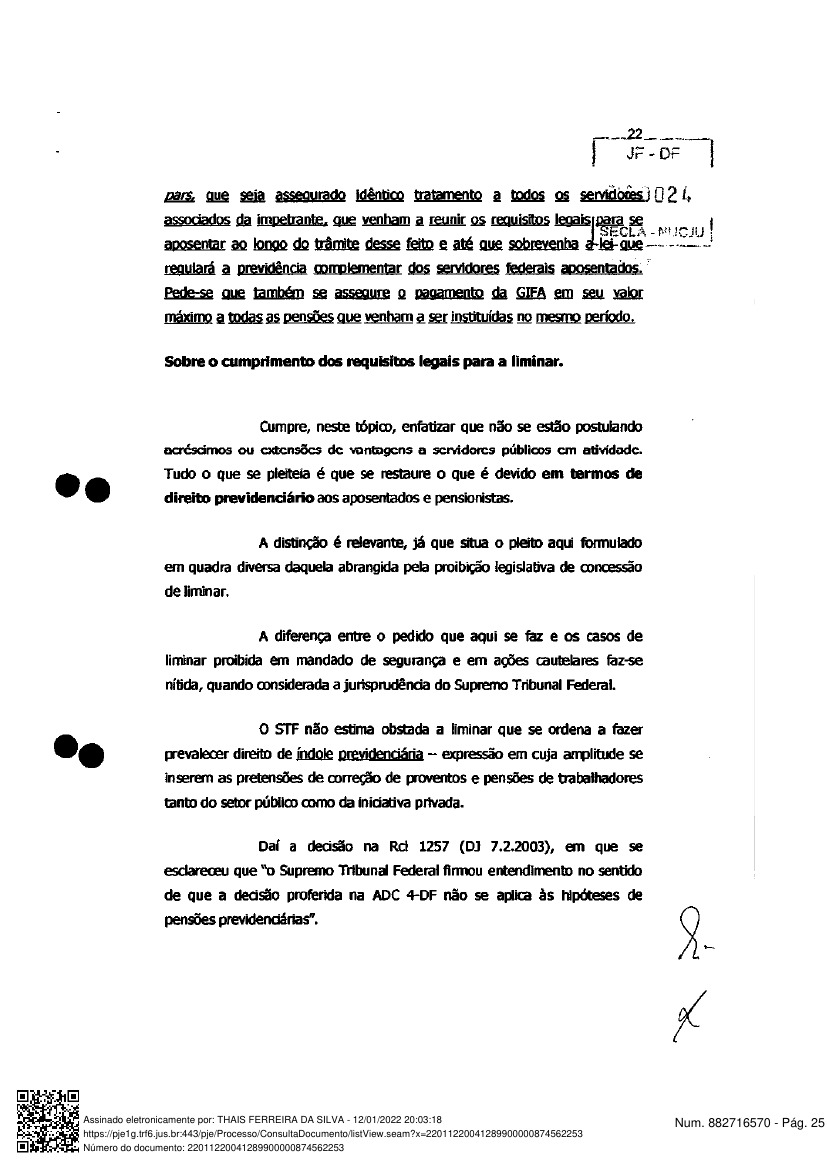 22
JF - DF
pars, que seja assegurado idêntico tratamento a todos os servidores
024
associados da impetrante, que venham a reunir os requisitos legais para se
SECLA - NUCJU
aposentar ao longo do trâmite desse feito e até que sobrevenha a lei que
regulará a previdência complementar dos servidores federais aposentados.
Pede-se que também se assegure o pagamento da GIFA em seu valor
máximo a todas as pensões que venham a ser instituídas no mesmo período.
Sobre o cumprimento dos requisitos legais para a liminar.
Cumpre, neste tópico, enfatizar que não se estão postulando
acréscimos ou extensões de vantagens a servidores públicos em atividade.
Tudo o que se pleiteia é que se restaure o que é devido em termos de
direito previdenciário aos aposentados e pensionistas.
A distinção é relevante, já que situa o pleito aqui formulado
em quadra diversa daquela abrangida pela proibição legislativa de concessão
de liminar.
A diferença entre o pedido que aqui se faz e os casos de
liminar proibida em mandado de segurança e em ações cautelares faz-se
nítida, quando considerada a jurisprudência do Supremo Tribunal Federal.
O STF não estima obstada a liminar que se ordena a fazer
prevalecer direito de índole previdenciária – expressão em cuja amplitude se
inserem as pretensões de correção de proventos e pensões de trabalhadores
tanto do setor público como da iniciativa privada.
Daí a decisão na Rcl 1257 (DJ 7.2.2003), em que se
esclareceu que "o Supremo Tribunal Federal firmou entendimento no sentido
de que a decisão proferida na ADC 4-DF não se aplica às hipóteses de
pensões previdenciárias".
Assinado eletronicamente por: THAIS FERREIRA DA SILVA - 12/01/2022 20:03:18
https://pje1g.trf6.jus.br:443/pje/Processo/ConsultaDocumento/listView.seam?x=22011220041289900000874562253
Número do documento: 22011220041289900000874562253
Num. 882716570 - Pág. 25